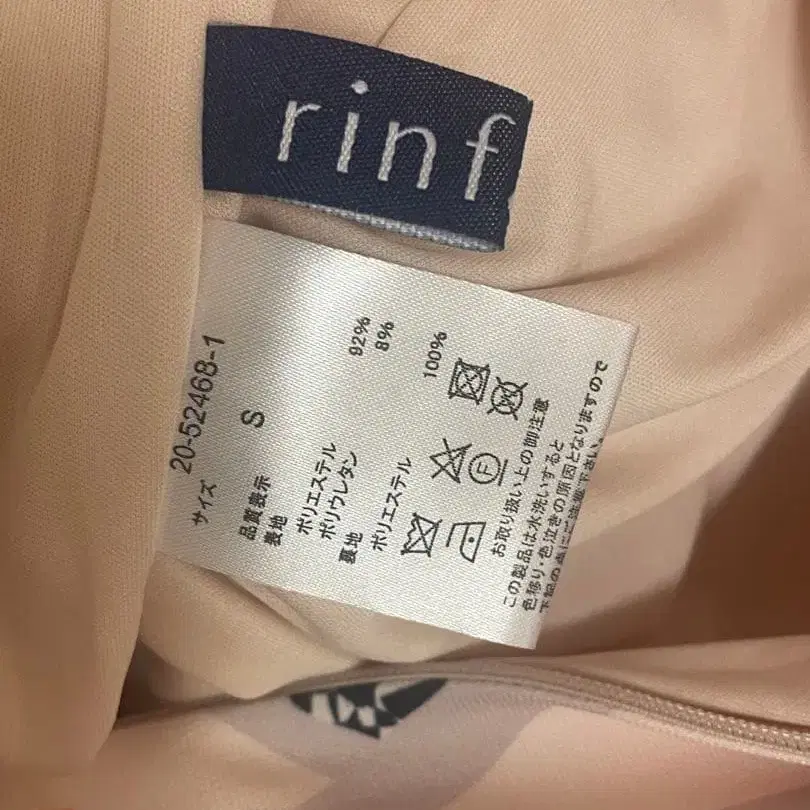 rinf
20-52468-1
サイズ S
品質表示
表地
ポリエステル 92%
ポリウレタン 8%
裏地
ポリエステル 100%
F
お取り扱い上の御注意
この製品は水洗いすると
色移り・色泣きの原因となりますので